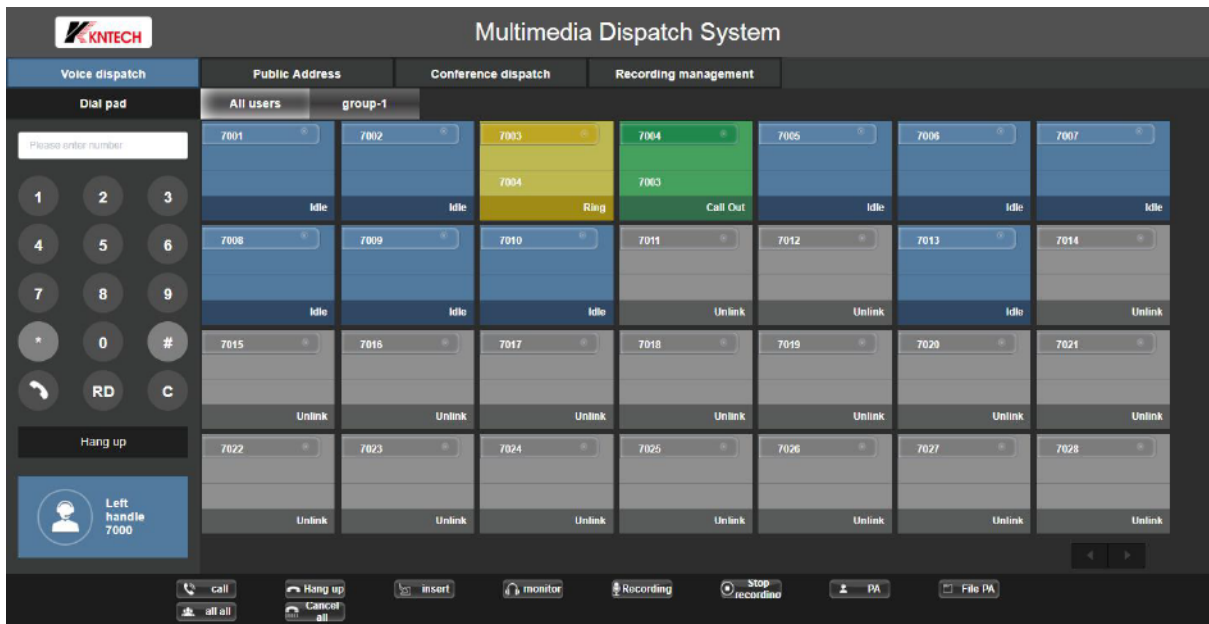 KNTECH
Multimedia Dispatch System
Voice dispatch Public Address Conference dispatch Recording management
Dial pad All users group-1
Please enter number
1 2 3
4 5 6
7 8 9
* 0 #
RD C
Hang up
Left
handle
7000
7001 7002 7003 7004 7005 7006 7007
7004 7003
Idle Idle Ring Call Out Idle Idle Idle
7008 7009 7010 7011 7012 7013 7014
Idle Idle Idle Unlink Unlink Idle Unlink
7015 7016 7017 7018 7019 7020 7021
Unlink Unlink Unlink Unlink Unlink Unlink Unlink
7022 7023 7024 7025 7026 7027 7028
Unlink Unlink Unlink Unlink Unlink Unlink Unlink
call Hang up insert monitor Recording Stop recording PA File PA
all all Cancel all